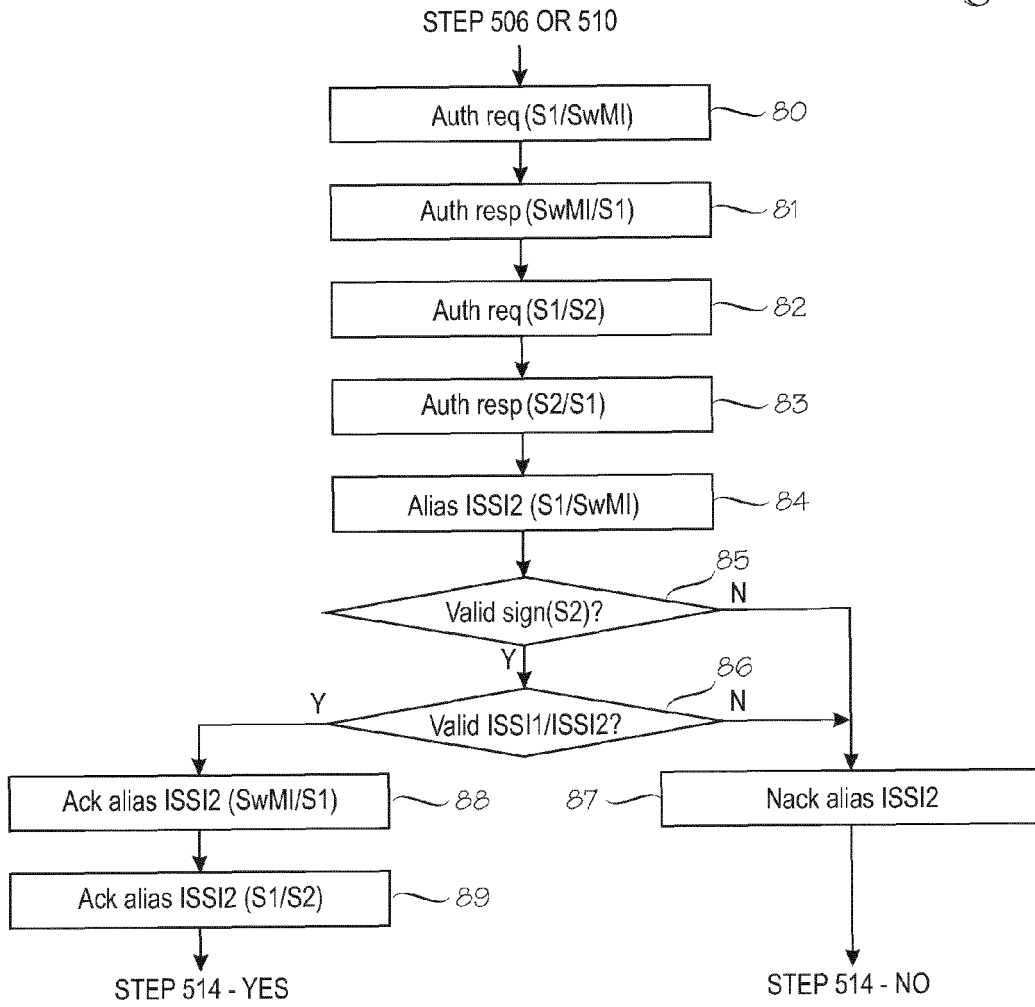 STEP 506 OR 510
Auth req (S1/SwMI)
80
Auth resp (SwMI/S1)
81
Auth req (S1/S2)
82
Auth resp (S2/S1)
83
Alias ISSI2 (S1/SwMI)
84
85
Valid sign(S2)?
N
Y
86
Y
Valid ISSI1/ISSI2?
N
Ack alias ISSI2 (SwMI/S1)
88
87
Nack alias ISSI2
Ack alias ISSI2 (S1/S2)
89
STEP 514 - YES
STEP 514 - NO